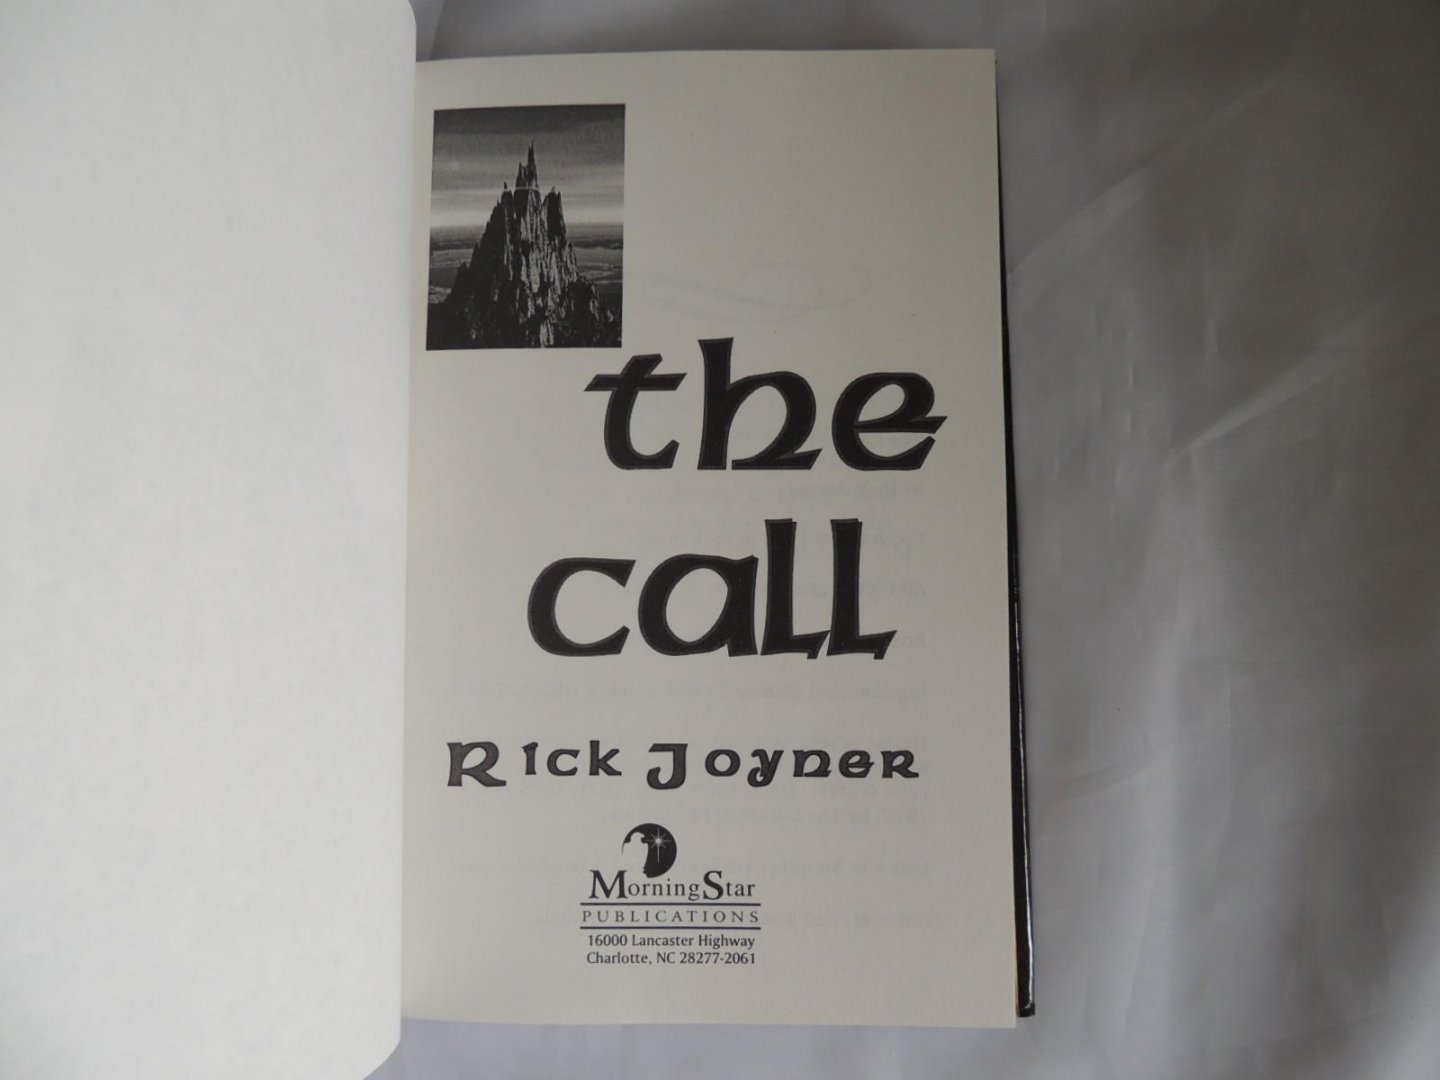 the
call
Rick Joyner
MorningStar
PUBLICATIONS
16000 Lancaster Highway
Charlotte, NC 28277-2061